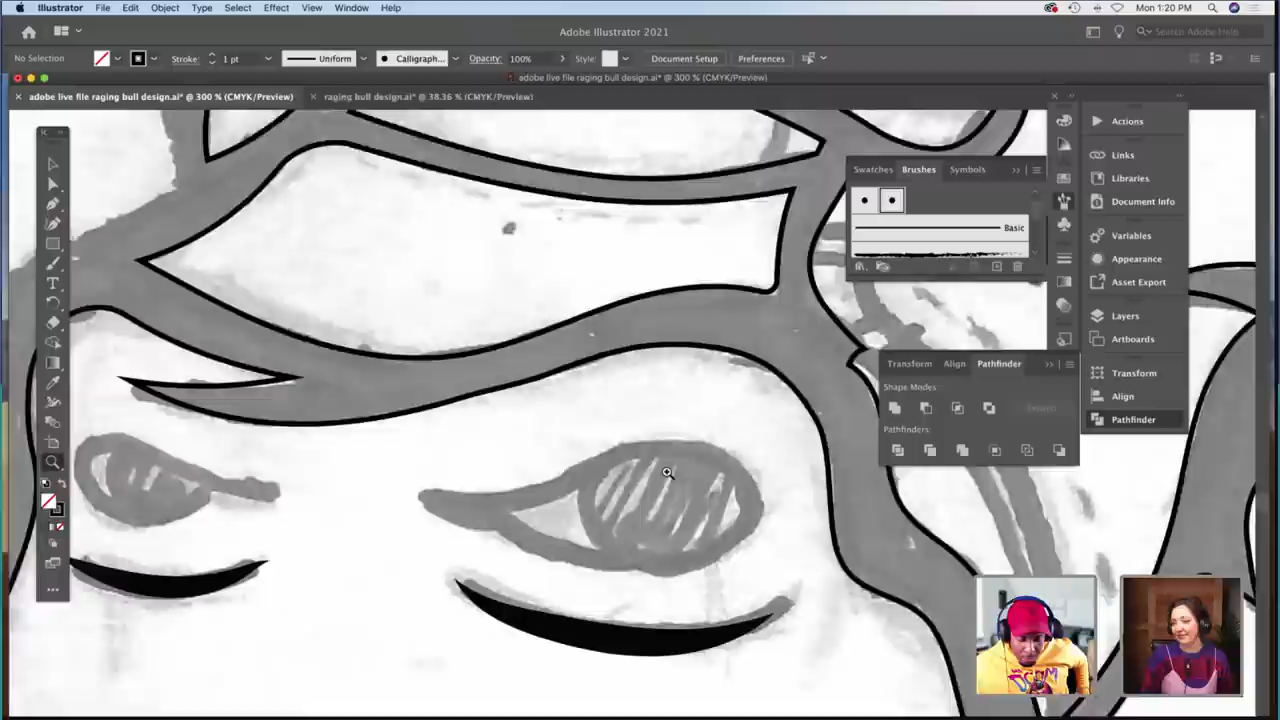 Illustrator File Edit Object Type Select Effect View Window Help Mon 1:20 PM
Adobe Illustrator 2021 Search Adobe Help
No Selection Stroke: 1 pt Uniform Calligraph... Opacity: 100% Style: Document Setup Preferences
adobe live file raging bull design.ai* @ 300 % (CMYK/Preview)
adobe live file raging bull design.ai* @ 300 % (CMYK/Preview) raging bull design.ai* @ 38.36 % (CMYK/Preview)
Swatches Brushes Symbols
Basic
Transform Align Pathfinder
Shape Modes:
Expand
Pathfinders:
Actions
Links
Libraries
Document Info
Variables
Appearance
Asset Export
Layers
Artboards
Transform
Align
Pathfinder